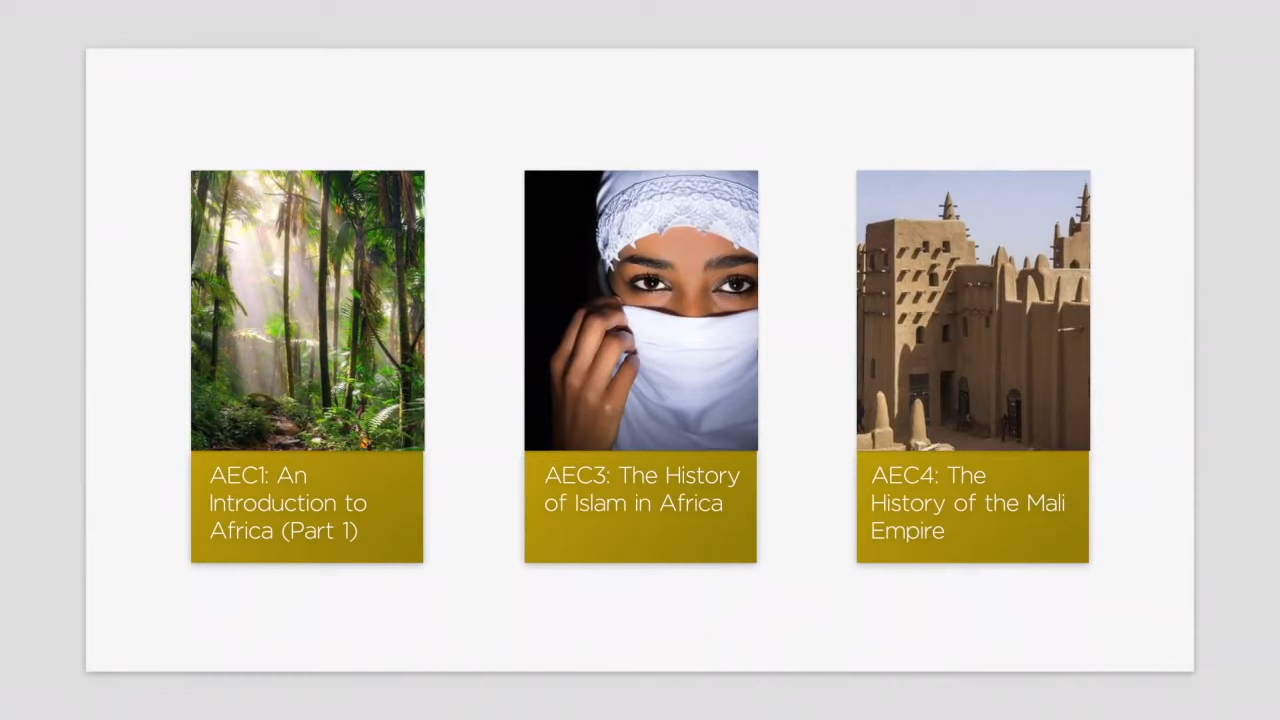 AEC1: An
Introduction to
Africa (Part 1)
AEC3: The History
of Islam in Africa
AEC4: The
History of the Mali
Empire